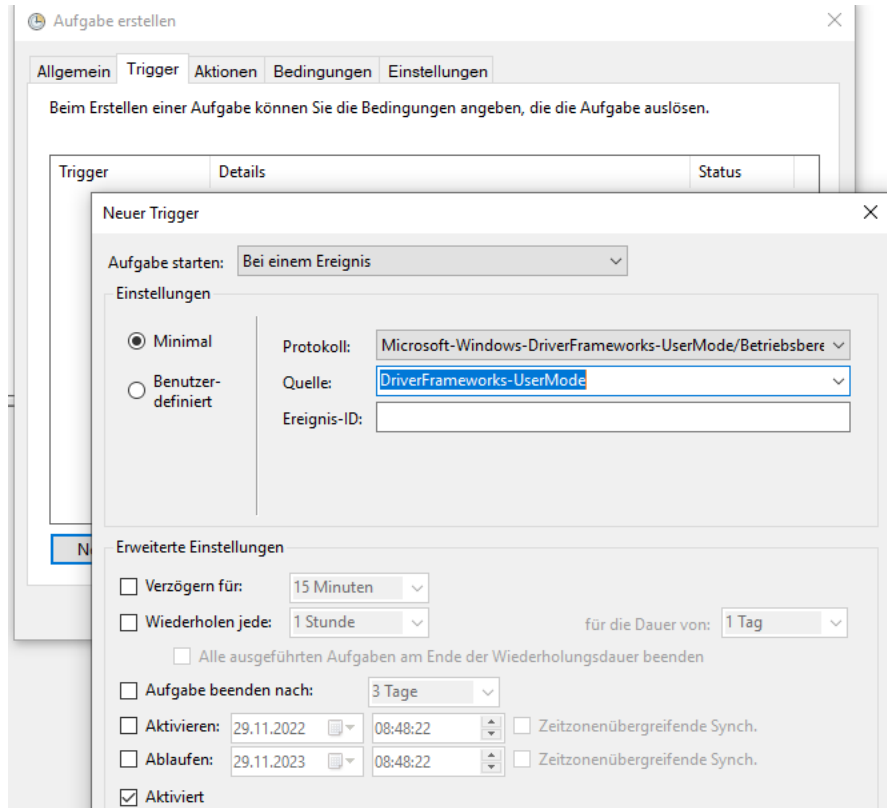 Aufgabe erstellen
Allgemein Trigger Aktionen Bedingungen Einstellungen
Beim Erstellen einer Aufgabe können Sie die Bedingungen angeben, die die Aufgabe auslösen.
Trigger Details Status
Neuer Trigger
Aufgabe starten: Bei einem Ereignis
Einstellungen
Minimal
Benutzer-
definiert
Protokoll: Microsoft-Windows-DriverFrameworks-UserMode/Betriebsbere
Quelle: DriverFrameworks-UserMode
Ereignis-ID:
Erweiterte Einstellungen
Verzögern für: 15 Minuten
Wiederholen jede: 1 Stunde für die Dauer von: 1 Tag
Alle ausgeführten Aufgaben am Ende der Wiederholungsdauer beenden
Aufgabe beenden nach: 3 Tage
Aktivieren: 29.11.2022 08:48:22 Zeitzonenübergreifende Synch.
Ablaufen: 29.11.2023 08:48:22 Zeitzonenübergreifende Synch.
Aktiviert